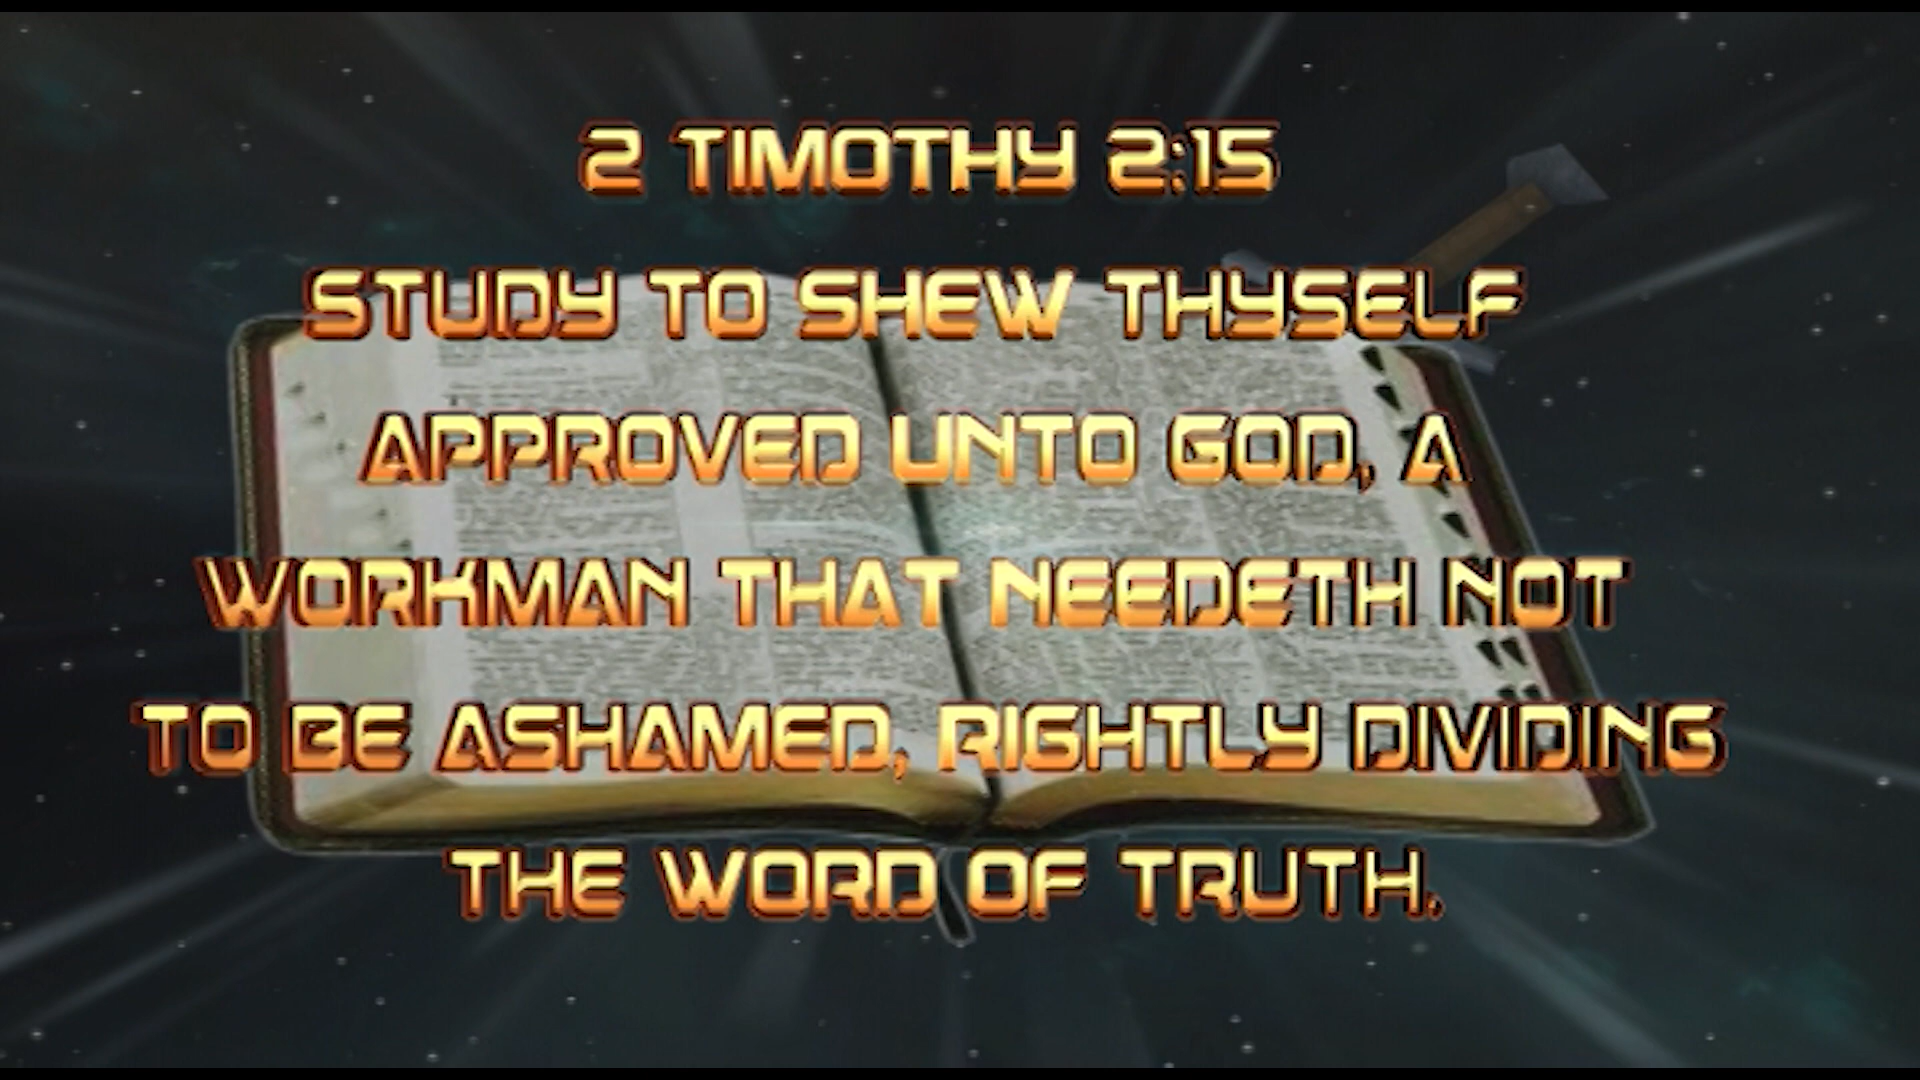 2 TIMOTHY 2:15
STUDY TO SHEW THYSELF
APPROVED UNTO GOD, A
WORKMAN THAT NEEDETH NOT
TO BE ASHAMED, RIGHTLY DIVIDING
THE WORD OF TRUTH.